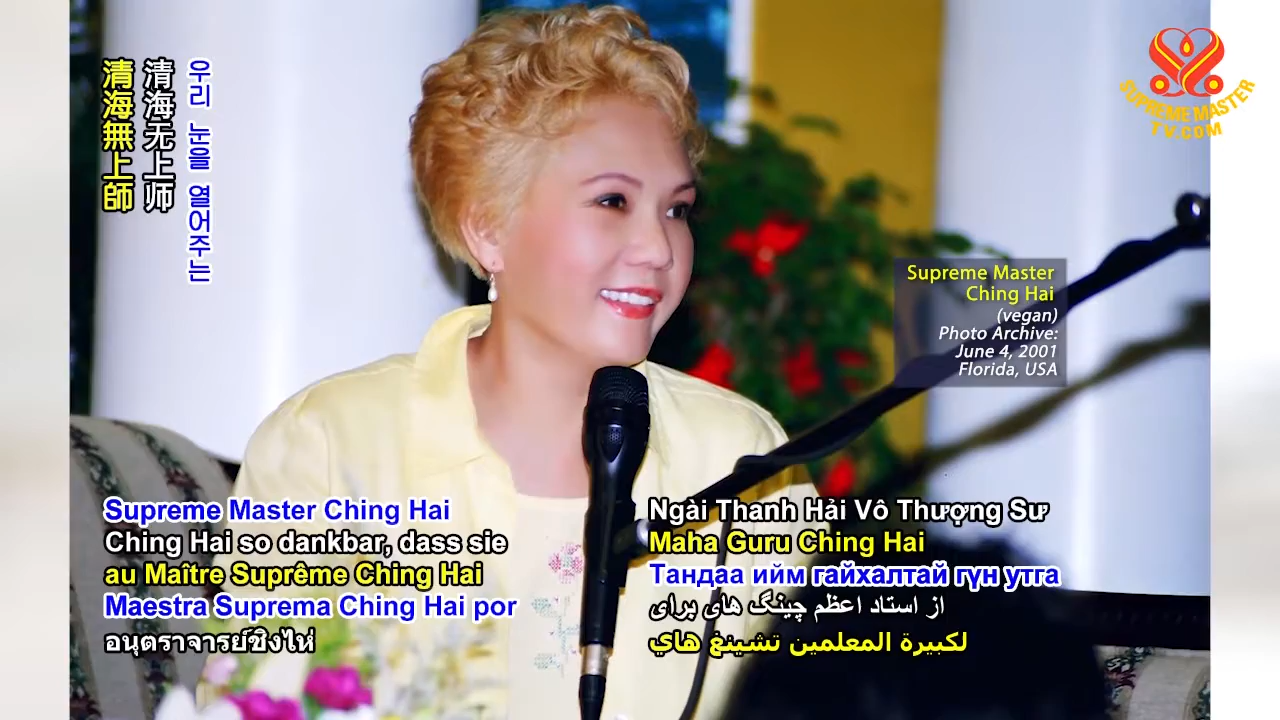 清海無上師
清海无上师
우리 눈을 열어주는
SUPREME MASTER
TV.COM
Supreme Master
Ching Hai
(vegan)
Photo Archive:
June 4, 2001
Florida, USA
Supreme Master Ching Hai
Ching Hai so dankbar, dass sie
au Maître Suprême Ching Hai
Maestra Suprema Ching Hai por
อนุตราจารย์ชิงไห่
Ngài Thanh Hải Vô Thượng Sư
Maha Guru Ching Hai
Тандаа ийм гайхалтай гүн утга
از استاد اعظم چینگ های برای
لكبيرة المعلمين تشينغ هاي